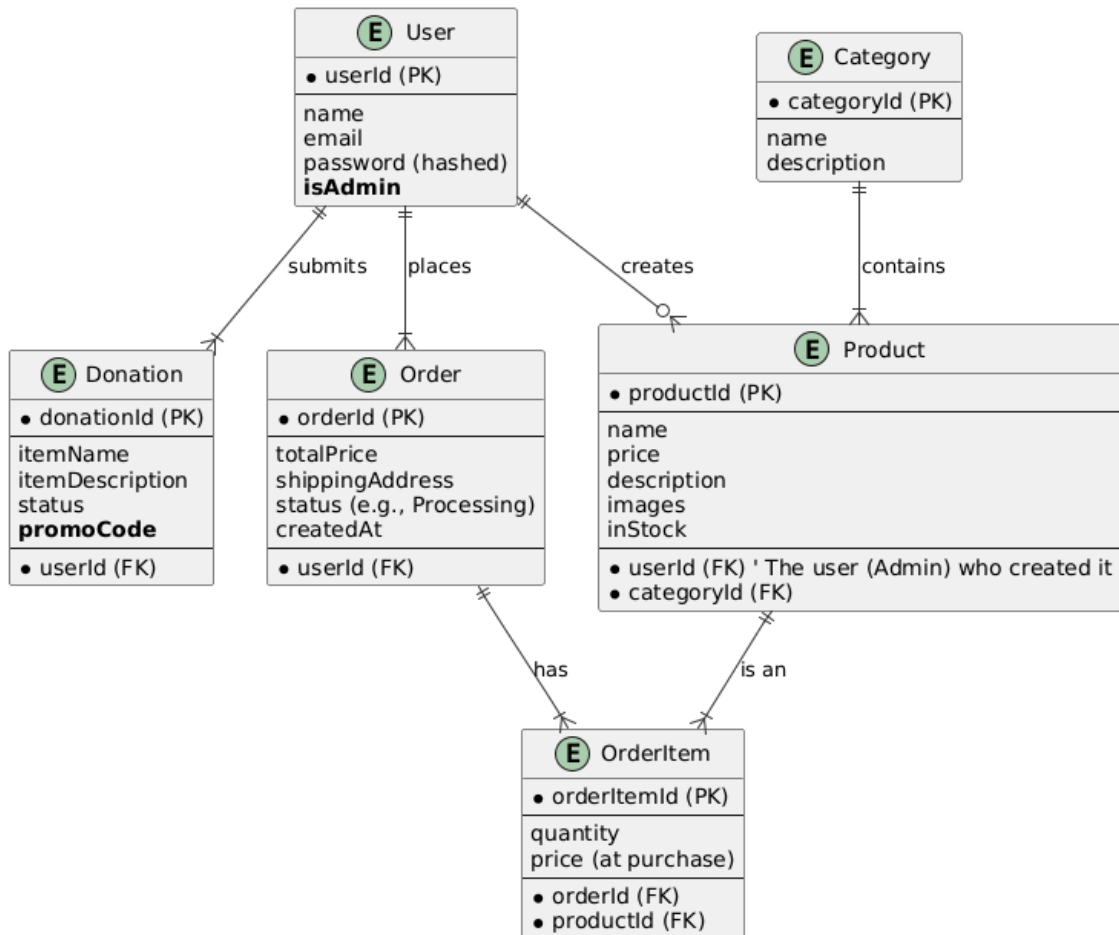 E User
userId (PK)
name
email
password (hashed)
isAdmin
E Category
categoryId (PK)
name
description
submits
places
creates
contains
E Donation
donationId (PK)
itemName
itemDescription
status
promoCode
userId (FK)
E Order
orderId (PK)
totalPrice
shippingAddress
status (e.g., Processing)
createdAt
userId (FK)
E Product
productId (PK)
name
price
description
images
inStock
userId (FK) ' The user (Admin) who created it
categoryId (FK)
has
is an
E OrderItem
orderItemId (PK)
quantity
price (at purchase)
orderId (FK)
productId (FK)